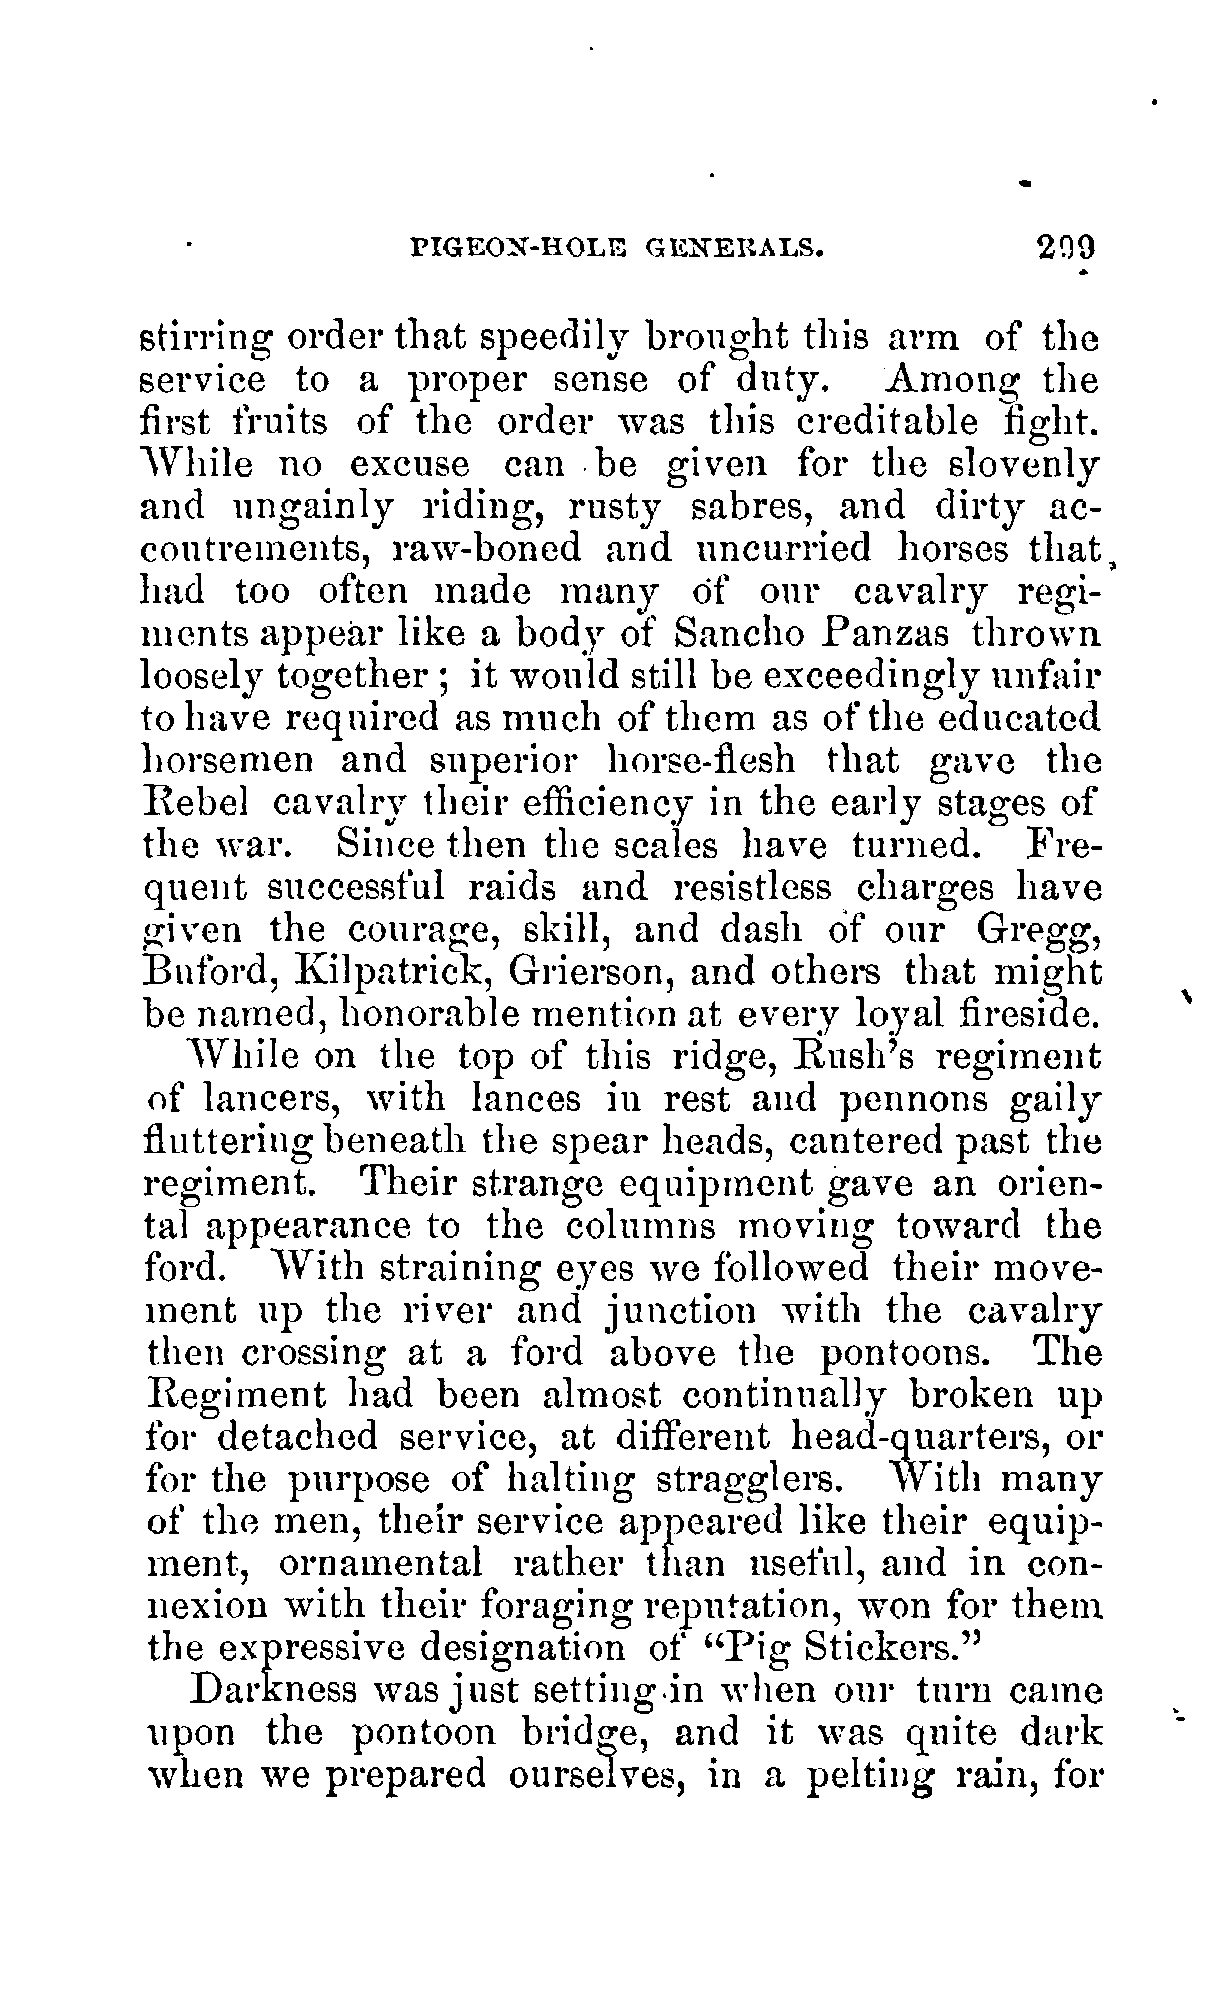 PIGEON-HOLE GENERALS. 299
stirring order that speedily brought this arm of the
service to a proper sense of duty. Among the
first fruits of the order was this creditable fight.
While no excuse can be given for the slovenly
and ungainly riding, rusty sabres, and dirty ac-
coutrements, raw-boned and uncurried horses that,
had too often made many of our cavalry regi-
ments appear like a body of Sancho Panzas thrown
loosely together; it would still be exceedingly unfair
to have required as much of them as of the educated
horsemen and superior horse-flesh that gave the
Rebel cavalry their efficiency in the early stages of
the war. Since then the scales have turned. Fre-
quent successful raids and resistless charges have
given the courage, skill, and dash of our Gregg,
Buford, Kilpatrick, Grierson, and others that might
be named, honorable mention at every loyal fireside.
While on the top of this ridge, Rush's regiment
of lancers, with lances in rest and pennons gaily
fluttering beneath the spear heads, cantered past the
regiment. Their strange equipment gave an orien-
tal appearance to the columns moving toward the
ford. With straining eyes we followed their move-
ment up the river and junction with the cavalry
then crossing at a ford above the pontoons. The
Regiment had been almost continually broken up
for detached service, at different head-quarters, or
for the purpose of halting stragglers. With many
of the men, their service appeared like their equip-
ment, ornamental rather than useful, and in con-
nexion with their foraging reputation, won for them
the expressive designation of "Pig Stickers."
Darkness was just setting in when our turn came
upon the pontoon bridge, and it was quite dark
when we prepared ourselves, in a pelting rain, for